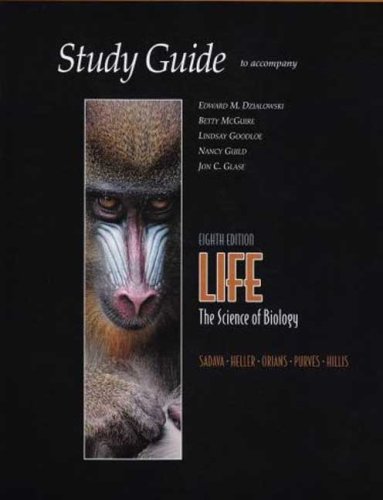 Study Guide to accompany
EDWARD M. DZIALOWSKI
BETTY MCGUIRE
LINDSAY GOODLOE
NANCY GUILD
JON C. GLASE
EIGHTH EDITION
LIFE
The Science of Biology
SADAVA • HELLER • ORIANS • PURVES • HILLIS